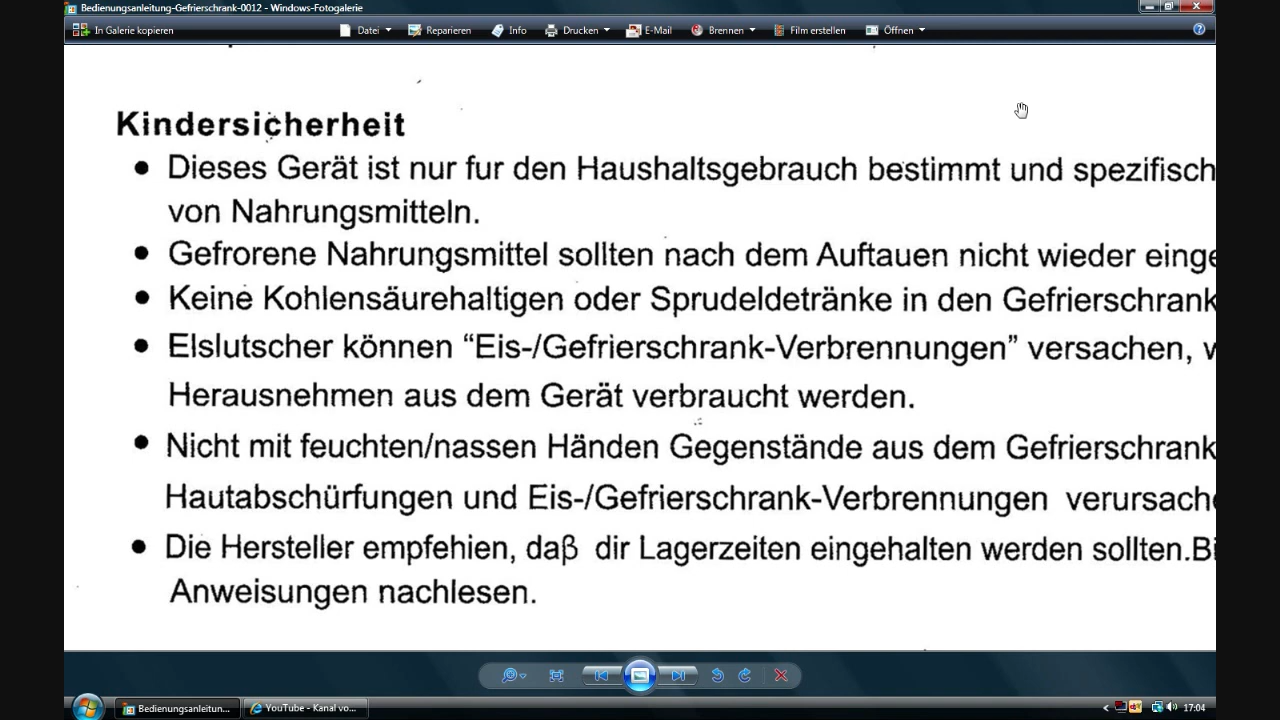 Bedienungsanleitung-Gefrierschrank-0012 - Windows-Fotogalerie
In Galerie kopieren Datei Reparieren Info Drucken E-Mail Brennen Film erstellen Öffnen
Kindersicherheit
• Dieses Gerät ist nur fur den Haushaltsgebrauch bestimmt und spezifisch
von Nahrungsmitteln.
• Gefrorene Nahrungsmittel sollten nach dem Auftauen nicht wieder einge
• Keine Kohlensäurehaltigen oder Sprudeldetränke in den Gefrierschrank
• Elslutscher können “Eis-/Gefrierschrank-Verbrennungen” versachen, w
Herausnehmen aus dem Gerät verbraucht werden.
• Nicht mit feuchten/nassen Händen Gegenstände aus dem Gefrierschrank
Hautabschürfungen und Eis-/Gefrierschrank-Verbrennungen verursache
• Die Hersteller empfehien, daβ dir Lagerzeiten eingehalten werden sollten.Bi
Anweisungen nachlesen.
Bedienungsanleitun... YouTube - Kanal vo... 17:04